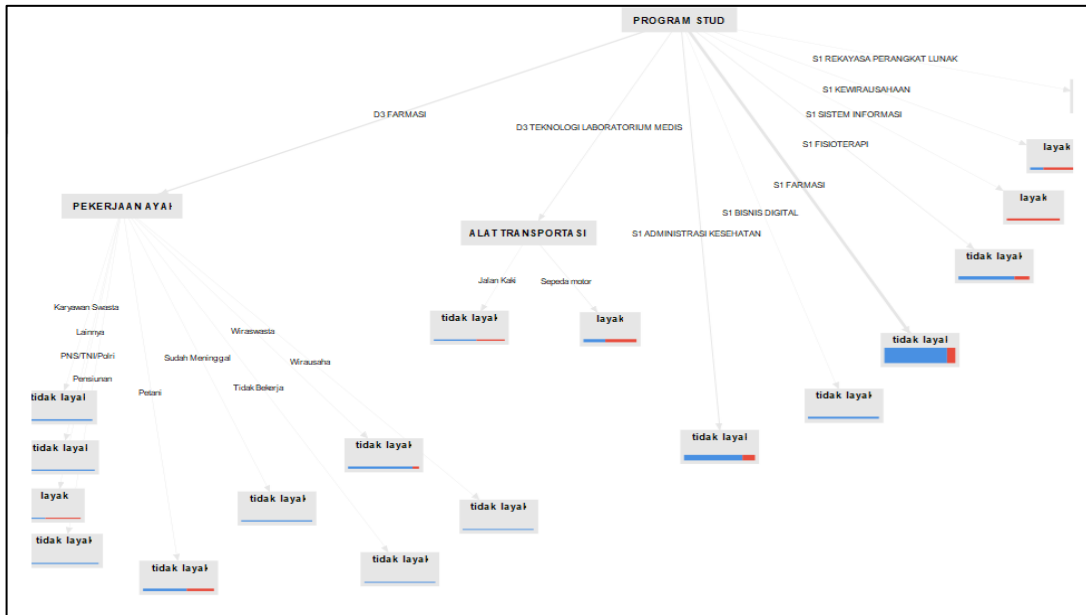 PROGRAM STUD
S1 REKAYASA PERANGKAT LUNAK
S1 KEWIRAUSAHAAN
D3 FARMASI
S1 SISTEM INFORMASI
D3 TEKNOLOGI LABORATORIUM MEDIS
S1 FISIOTERAPI
layak
S1 FARMASI
layak
PEKERJAAN AYAH
S1 BISNIS DIGITAL
ALAT TRANSPORTASI
S1 ADMINISTRASI KESEHATAN
tidak layak
Jalan Kaki
Sepeda motor
Karyawan Swasta
tidak layak
layak
Lainnya
Wiraswasta
tidak layal
PNS/TNI/Polri
Sudah Meninggal
Wirausaha
Pensiunan
Tidak Bekerja
Petani
tidak layal
tidak layak
tidak layak
tidak layal
tidak layak
tidak layal
layak
tidak layak
tidak layak
tidak layak
tidak layak
tidak layak